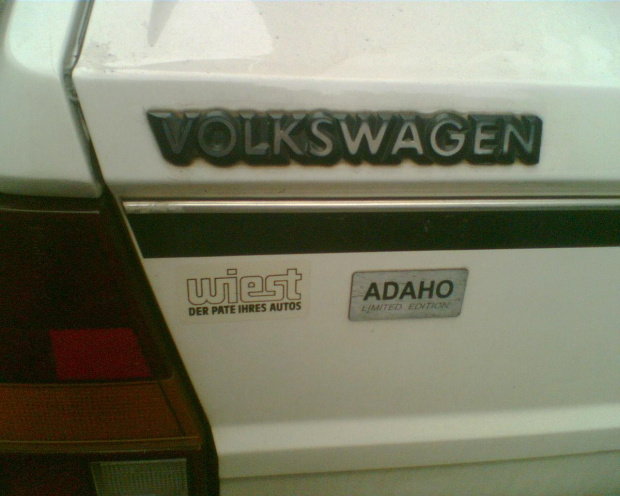 VOLKSWAGEN
wiest
DER PATE IHRES AUTOS
ADAHO
LIMITED EDITION